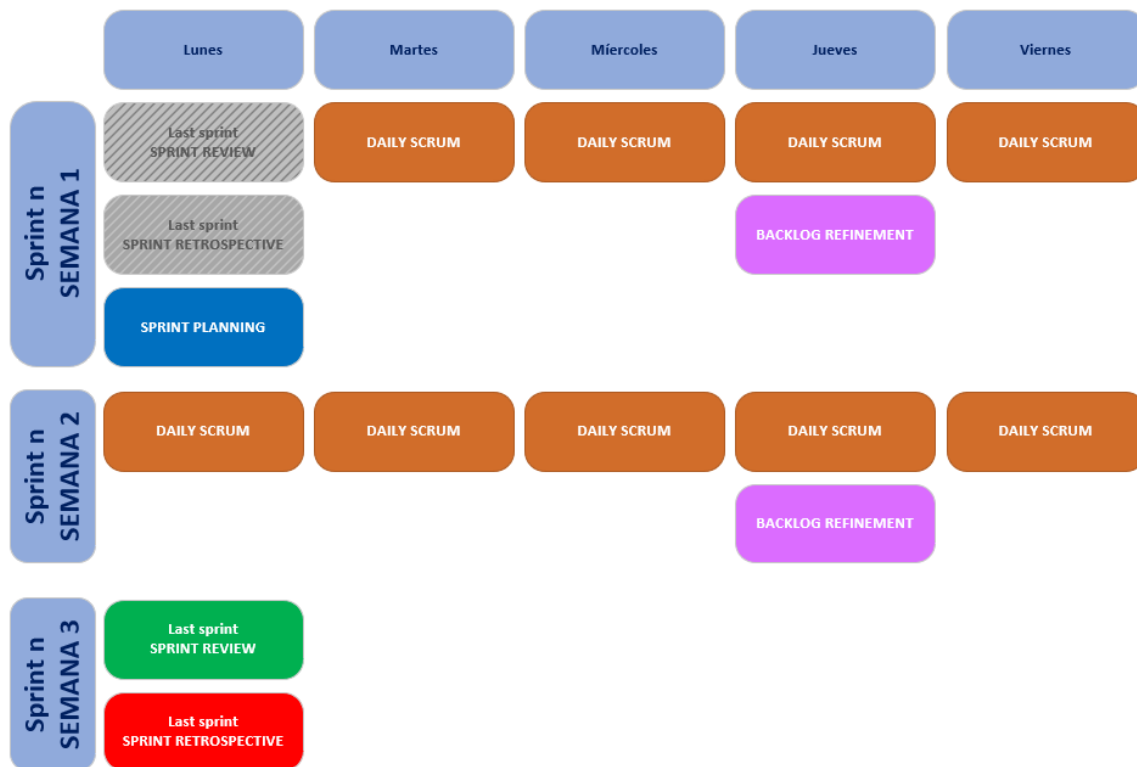 Lunes
Martes
Míercoles
Jueves
Viernes
Sprint n
SEMANA 1
Last sprint
SPRINT REVIEW
DAILY SCRUM
DAILY SCRUM
DAILY SCRUM
DAILY SCRUM
Last sprint
SPRINT RETROSPECTIVE
BACKLOG REFINEMENT
SPRINT PLANNING
Sprint n
SEMANA 2
DAILY SCRUM
DAILY SCRUM
DAILY SCRUM
DAILY SCRUM
DAILY SCRUM
BACKLOG REFINEMENT
Sprint n
SEMANA 3
Last sprint
SPRINT REVIEW
Last sprint
SPRINT RETROSPECTIVE